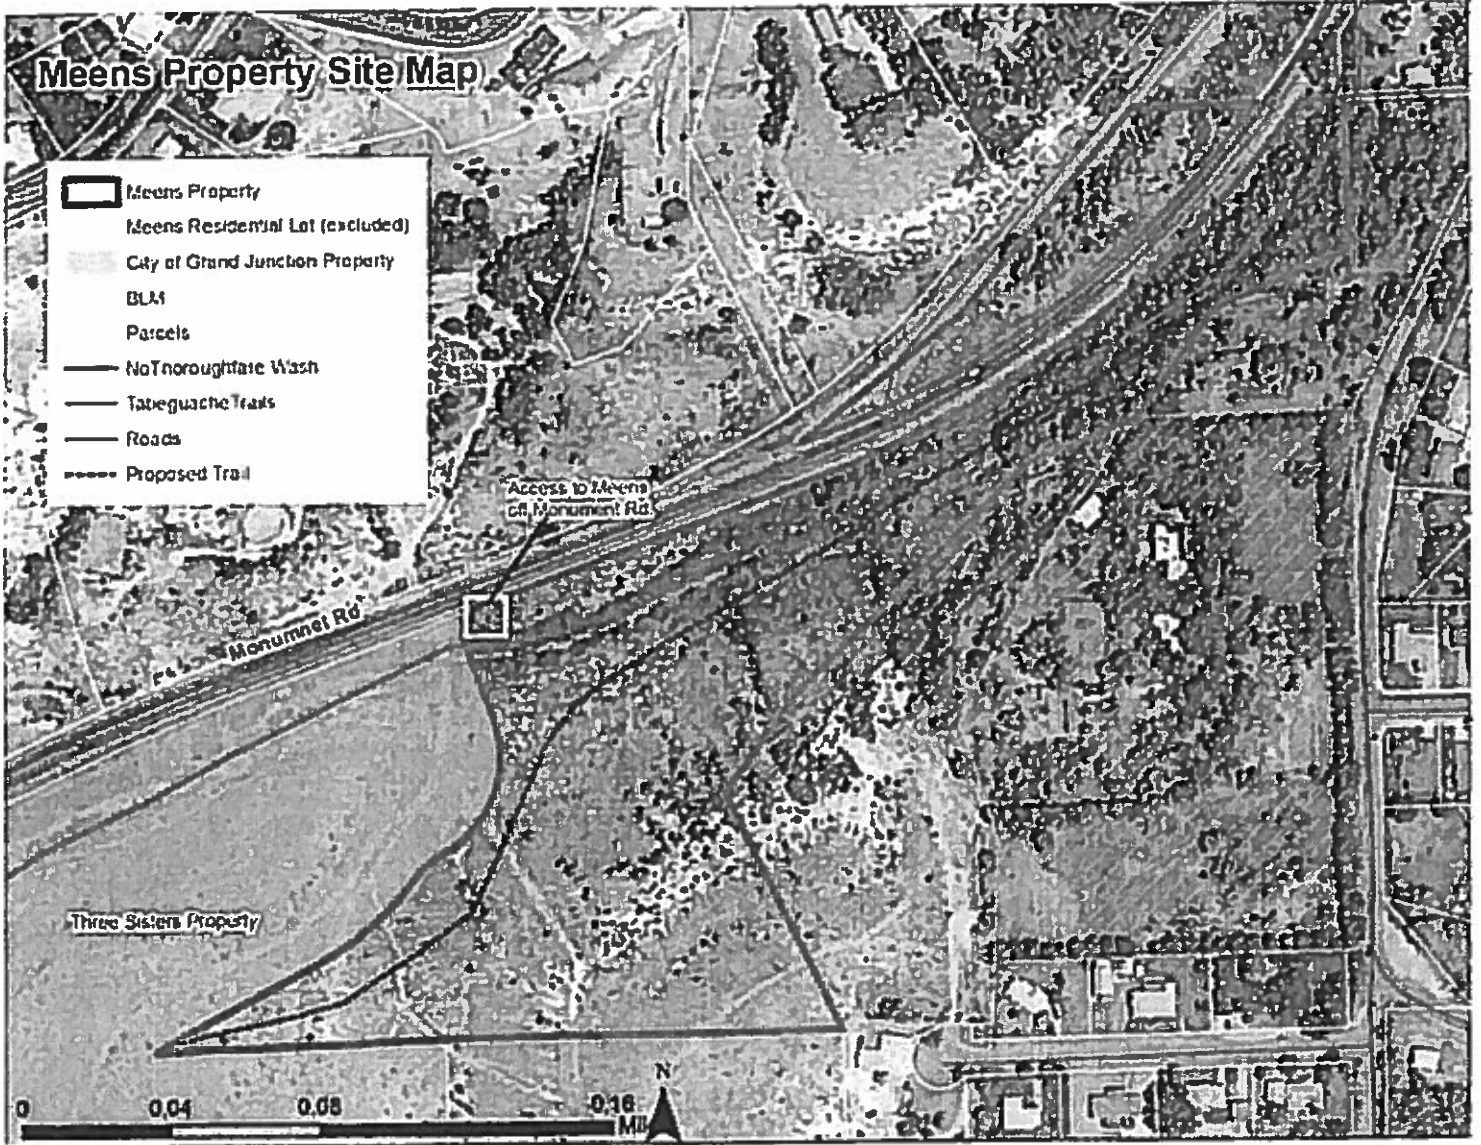 Meens Property Site Map
Meens Property
Meens Residential Lot (excluded)
City of Grand Junction Property
BLM
Parcels
NoThoroughfare Wash
Tabeguache Trails
Roads
Proposed Trail
Access to Meens
off Monument Rd.
Monumnet Rd
Three Sisters Property
N
0 0.04 0.08 0.16
Mi